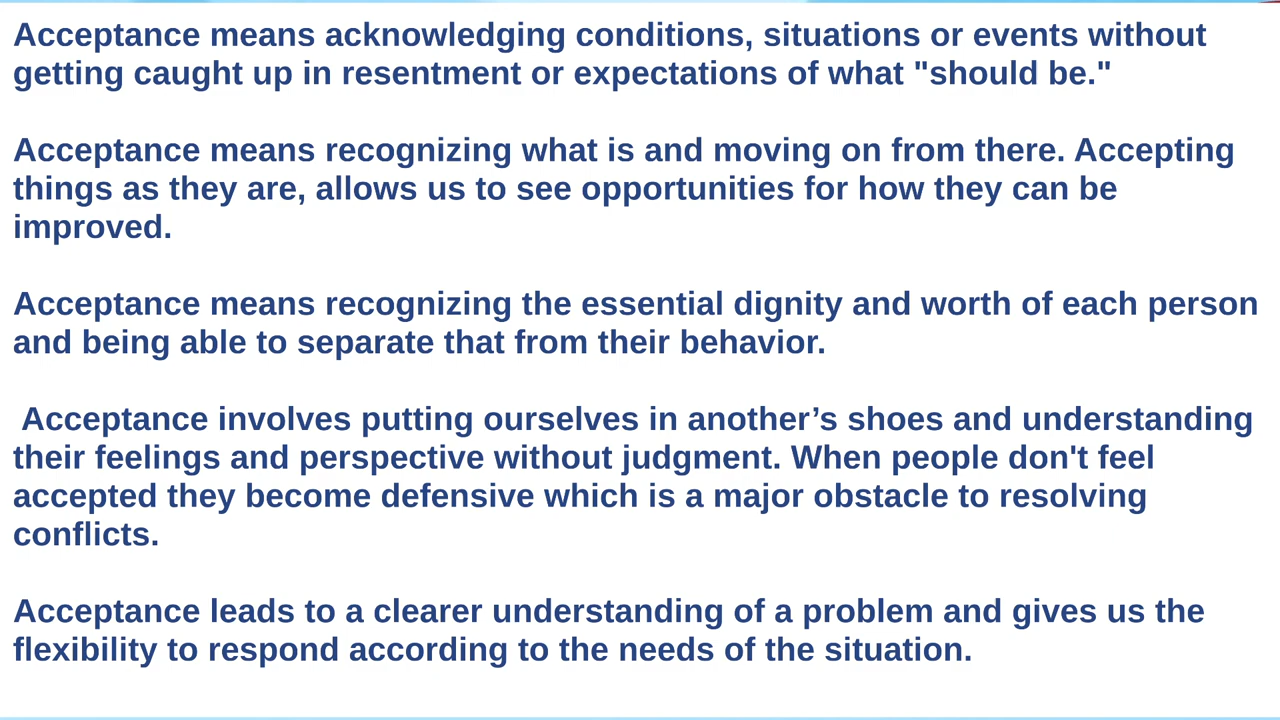 Acceptance means acknowledging conditions, situations or events without
getting caught up in resentment or expectations of what "should be."
Acceptance means recognizing what is and moving on from there. Accepting
things as they are, allows us to see opportunities for how they can be
improved.
Acceptance means recognizing the essential dignity and worth of each person
and being able to separate that from their behavior.
Acceptance involves putting ourselves in another’s shoes and understanding
their feelings and perspective without judgment. When people don't feel
accepted they become defensive which is a major obstacle to resolving
conflicts.
Acceptance leads to a clearer understanding of a problem and gives us the
flexibility to respond according to the needs of the situation.